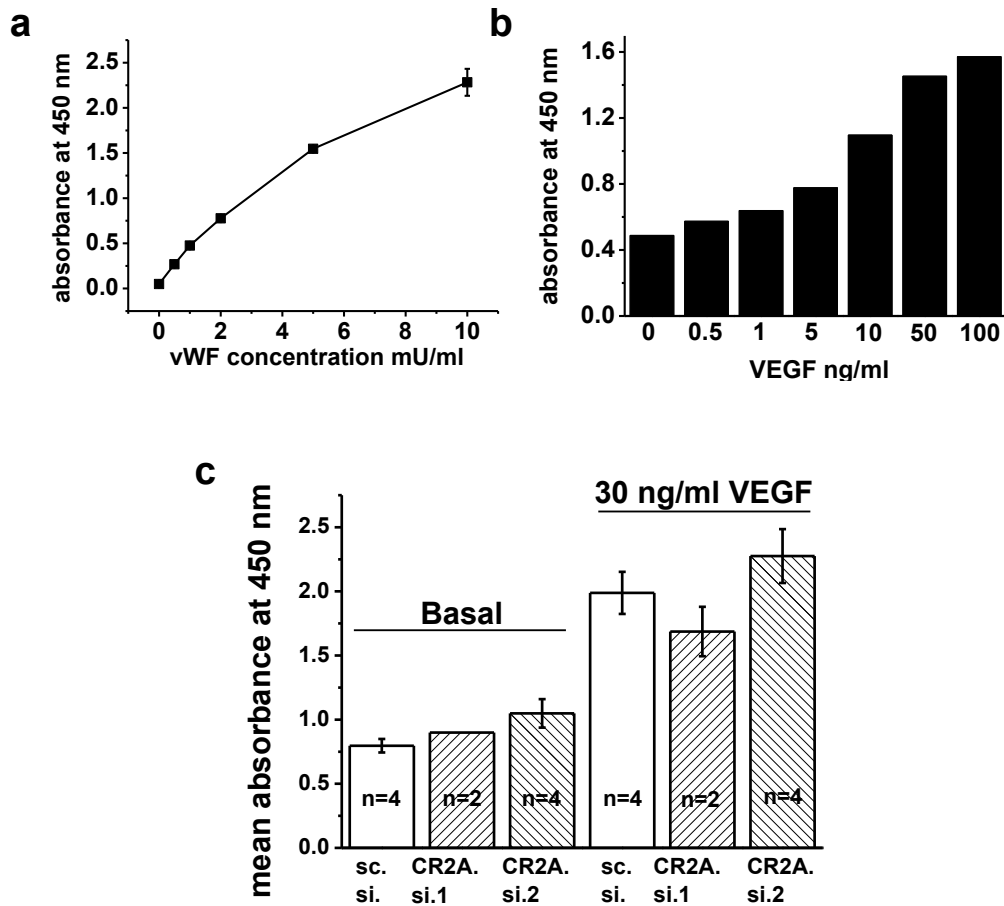 a
absorbance at 450 nm
2.5
2.0
1.5
1.0
0.5
0.0
0 2 4 6 8 10
vWF concentration mU/ml
b
absorbance at 450 nm
1.6
1.2
0.8
0.4
0.0
0 0.5 1 5 10 50 100
VEGF ng/ml
c
mean absorbance at 450 nm
2.5
2.0
1.5
1.0
0.5
0.0
Basal
30 ng/ml VEGF
n=4 n=2 n=4 n=4 n=2 n=4
sc. CR2A. CR2A. sc. CR2A. CR2A.
si. si.1 si.2 si. si.1 si.2